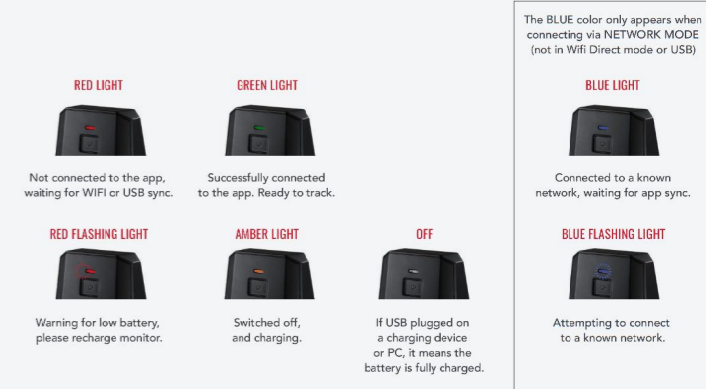 The BLUE color only appears when
connecting via NETWORK MODE
(not in Wifi Direct mode or USB)
RED LIGHT
GREEN LIGHT
BLUE LIGHT
Not connected to the app,
waiting for WIFI or USB sync.
Successfully connected
to the app. Ready to track.
Connected to a known
network, waiting for app sync.
RED FLASHING LIGHT
AMBER LIGHT
OFF
BLUE FLASHING LIGHT
Warning for low battery,
please recharge monitor.
Switched off,
and charging.
If USB plugged on
a charging device
or PC, it means the
battery is fully charged.
Attempting to connect
to a known network.